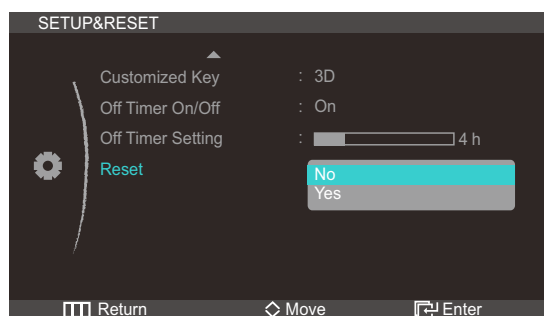 SETUP&RESET
Customized Key : 3D
Off Timer On/Off : On
Off Timer Setting : 4 h
Reset
No
Yes
Return Move Enter